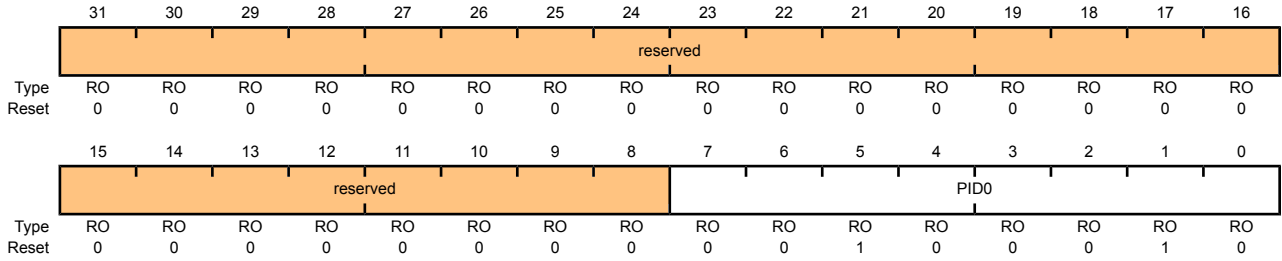 31 30 29 28 27 26 25 24 23 22 21 20 19 18 17 16
reserved
Type RO RO RO RO RO RO RO RO RO RO RO RO RO RO RO RO
Reset 0 0 0 0 0 0 0 0 0 0 0 0 0 0 0 0
15 14 13 12 11 10 9 8 7 6 5 4 3 2 1 0
reserved PID0
Type RO RO RO RO RO RO RO RO RO RO RO RO RO RO RO RO
Reset 0 0 0 0 0 0 0 0 0 0 1 0 0 0 1 0